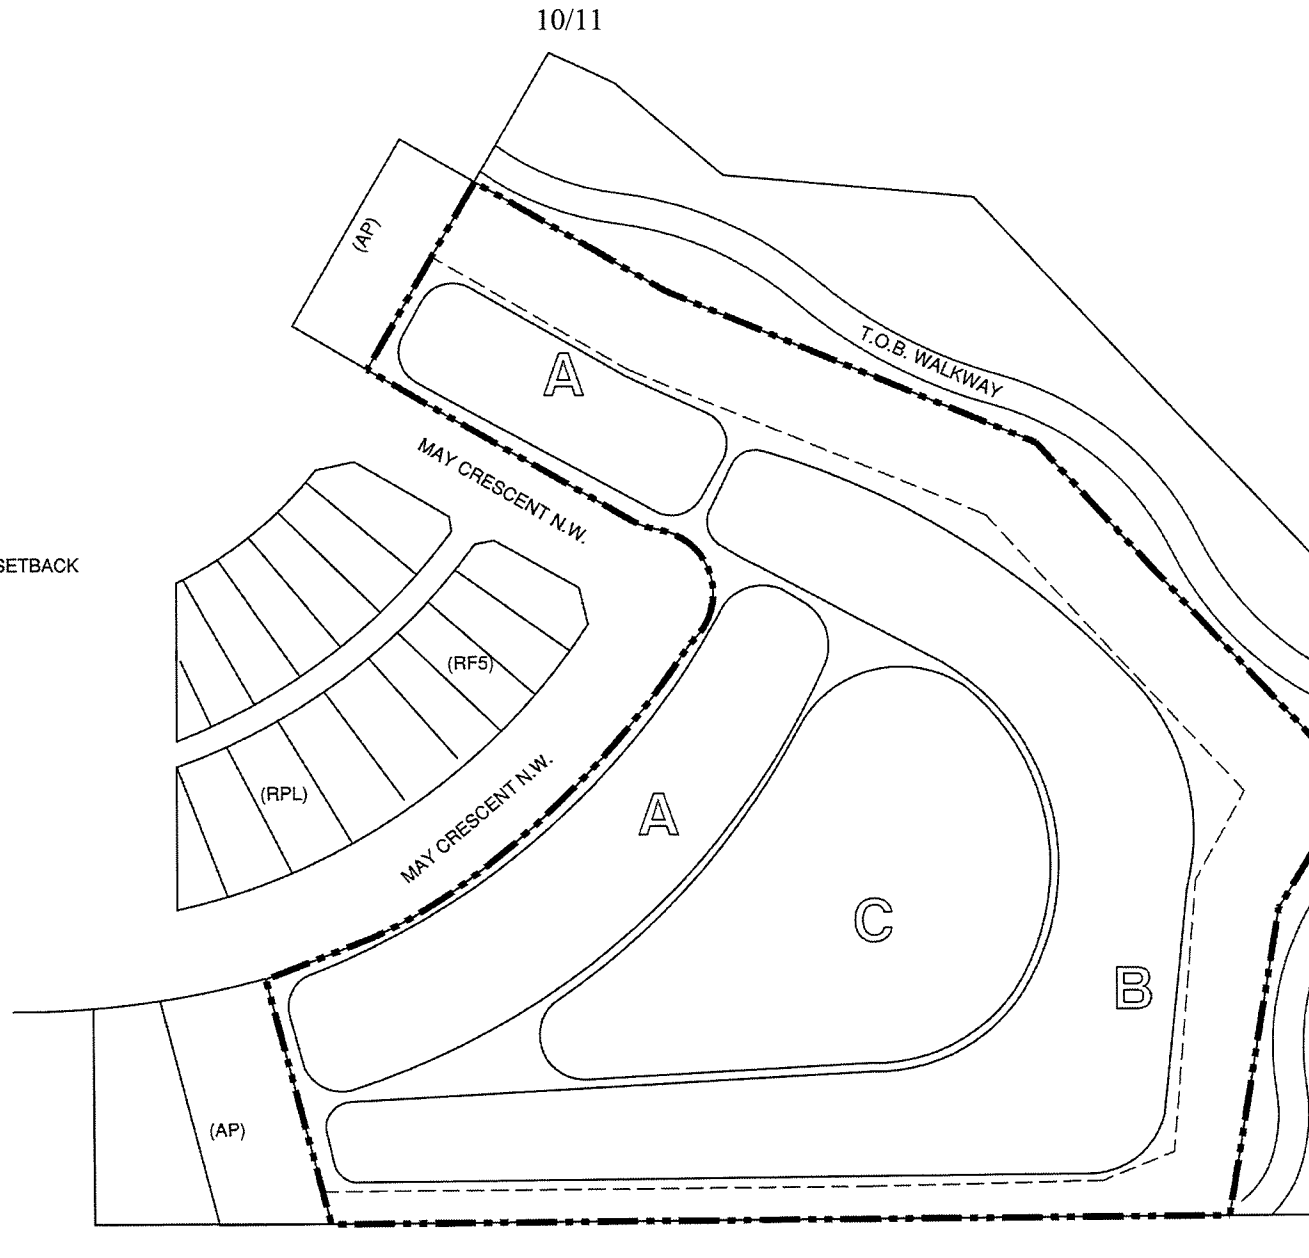 10/11
(AP)
A
T.O.B. WALKWAY
MAY CRESCENT N.W.
SETBACK
(RF5)
(RPL)
MAY CRESCENT N.W.
A
C
B
(AP)